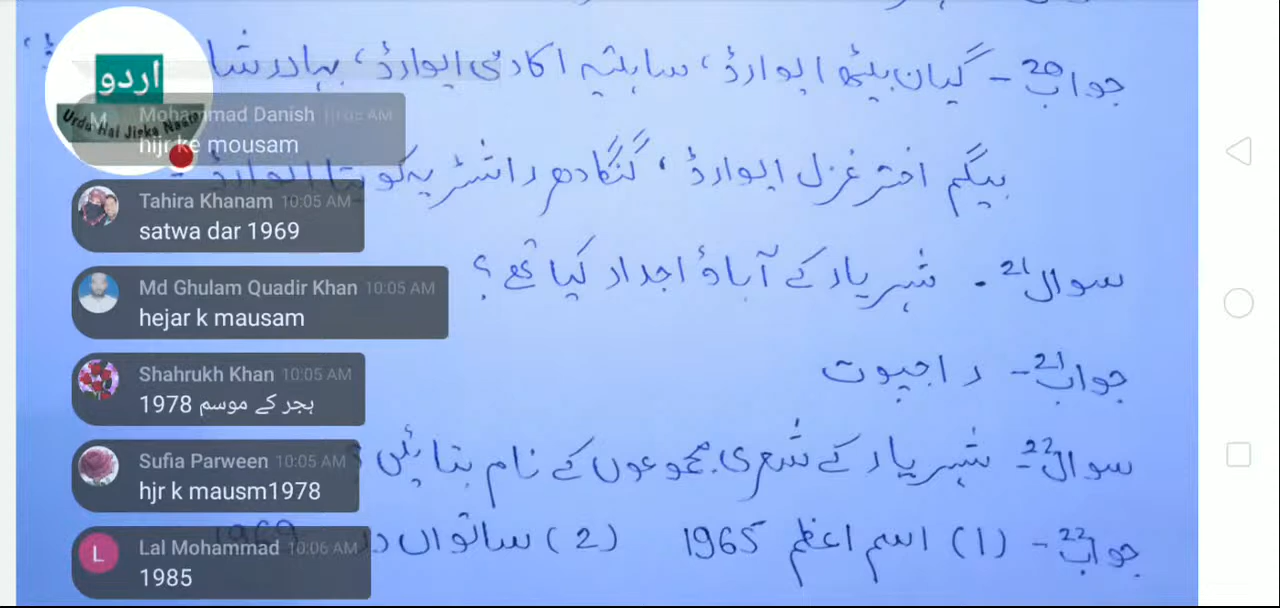 جواب20- گیان پیٹھ ایوارڈ، ساہتیہ اکادمی ایوارڈ، بہادر شا
بیگم اختر غزل ایوارڈ، گنگادھر راشٹریہ کویتا ایوارڈ -
سوال21- شہریار کے آباؤ اجداد کیا تھے؟
جواب21- راجپوت
سوال22- شہریار کے شعری مجموعوں کے نام بتائیں؟
جواب22- (1) اسم اعظم 1965 (2) ساتواں در 1969
اردو
Urdu Hai Jiska Naam
M
Mohammad Danish 10:05 AM
hijr ke mousam
Tahira Khanam 10:05 AM
satwa dar 1969
Md Ghulam Quadir Khan 10:05 AM
hejar k mausam
Shahrukh Khan 10:05 AM
ہجر کے موسم 1978
Sufia Parween 10:05 AM
hjr k mausm1978
L
Lal Mohammad 10:06 AM
1985